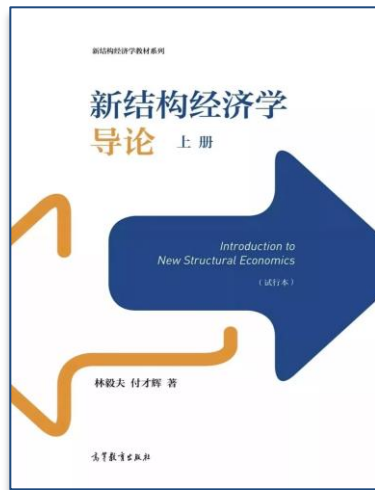 新结构经济学教材系列
新结构经济学
导论 上册
Introduction to
New Structural Economics
（试行本）
林毅夫 付才辉 著
高等教育出版社